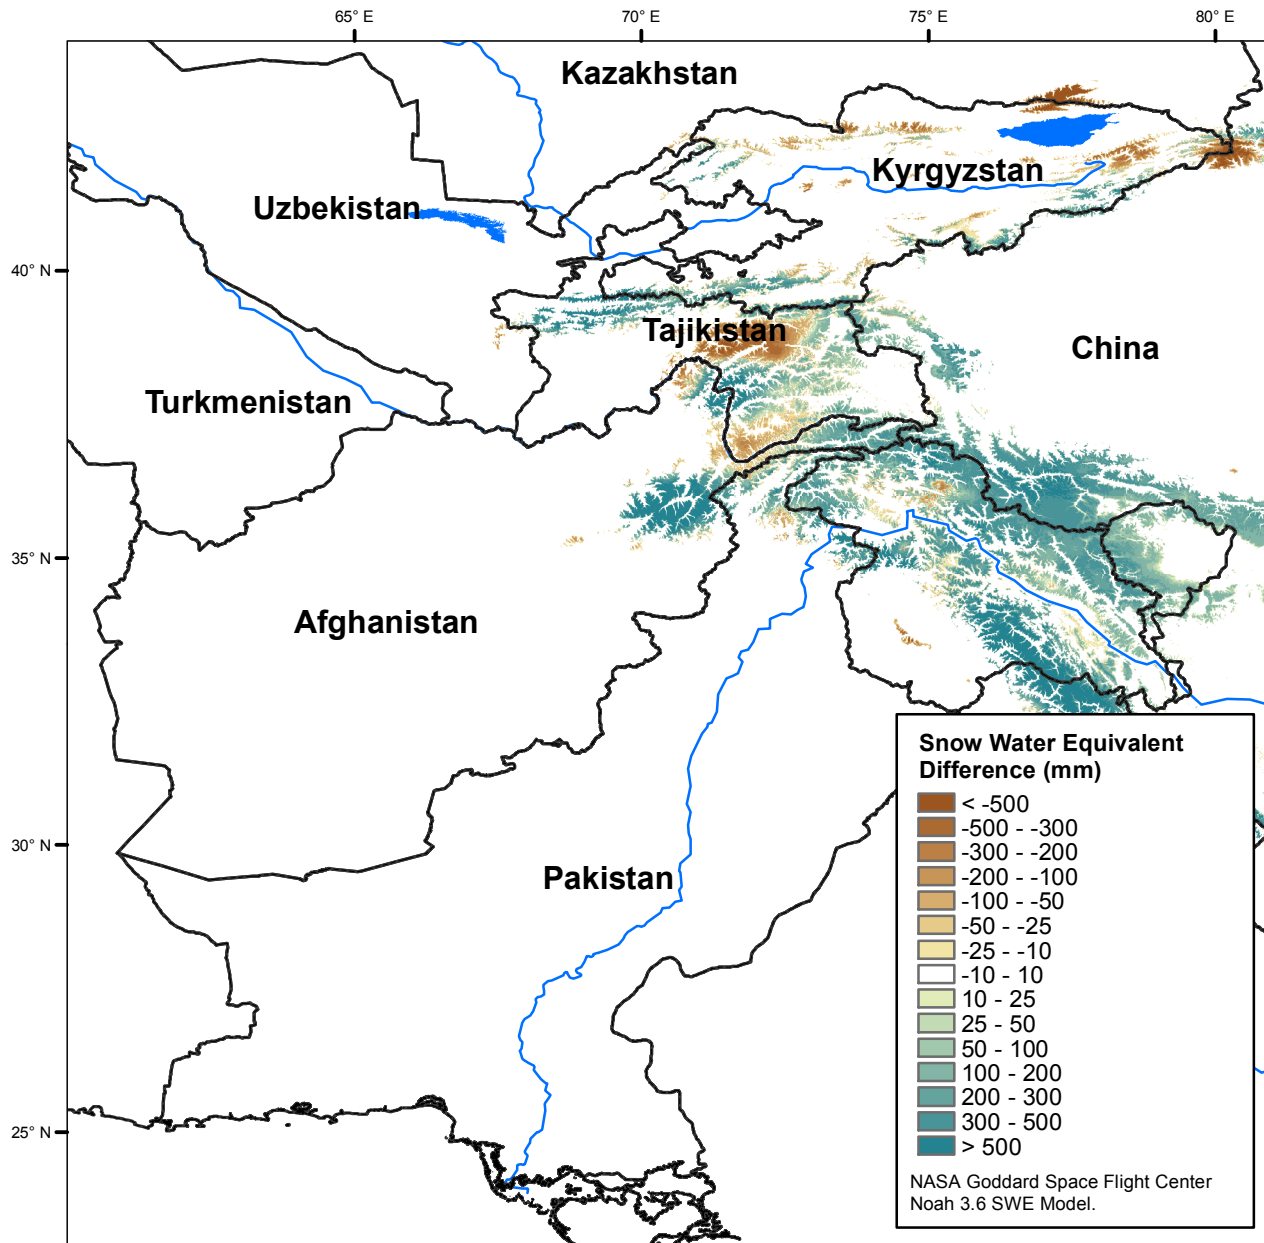 65° E
70° E
75° E
80° E
Kazakhstan
Kyrgyzstan
Uzbekistan
40° N
Tajikistan
China
Turkmenistan
35° N
Afghanistan
Snow Water Equivalent
Difference (mm)
< -500
-500 - -300
-300 - -200
-200 - -100
-100 - -50
-50 - -25
-25 - -10
-10 - 10
10 - 25
25 - 50
50 - 100
100 - 200
200 - 300
300 - 500
> 500
30° N
Pakistan
25° N
NASA Goddard Space Flight Center
Noah 3.6 SWE Model.